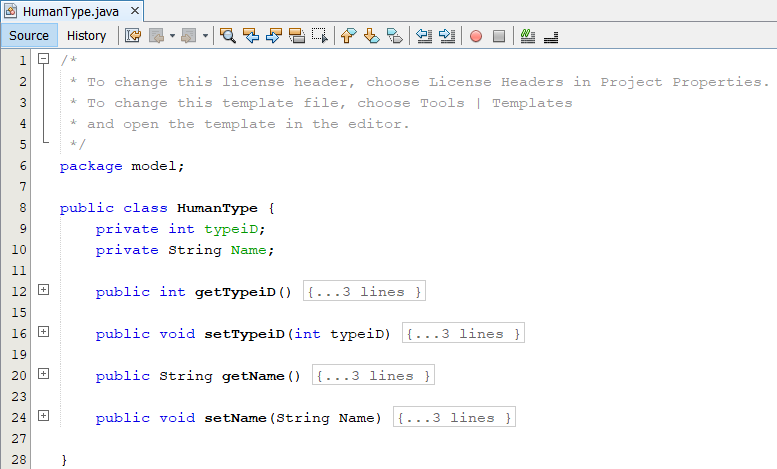 HumanType.java
Source History
1 /*
2 * To change this license header, choose License Headers in Project Properties.
3 * To change this template file, choose Tools | Templates
4 * and open the template in the editor.
5 */
6 package model;
7
8 public class HumanType {
9 private int typeiD;
10 private String Name;
11
12 public int getTypeiD() {...3 lines }
15
16 public void setTypeiD(int typeiD) {...3 lines }
19
20 public String getName() {...3 lines }
23
24 public void setName(String Name) {...3 lines }
27
28 }